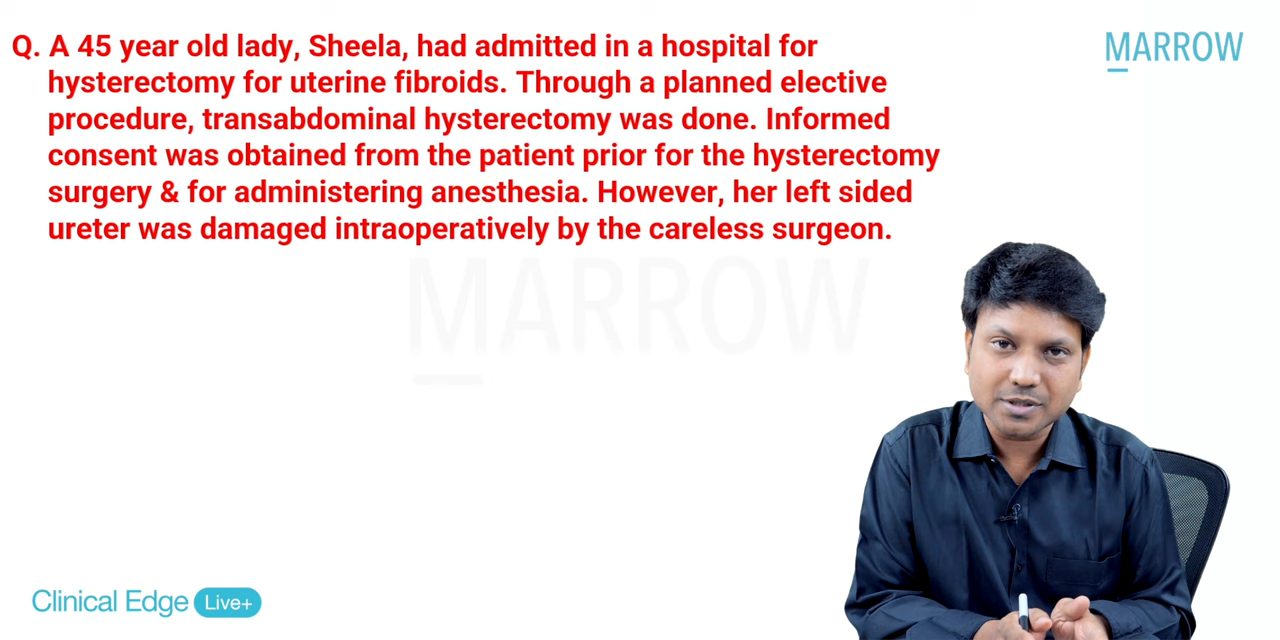 Q. A 45 year old lady, Sheela, had admitted in a hospital for
hysterectomy for uterine fibroids. Through a planned elective
procedure, transabdominal hysterectomy was done. Informed
consent was obtained from the patient prior for the hysterectomy
surgery & for administering anesthesia. However, her left sided
ureter was damaged intraoperatively by the careless surgeon.
MARROW
MARROW
Clinical Edge Live+